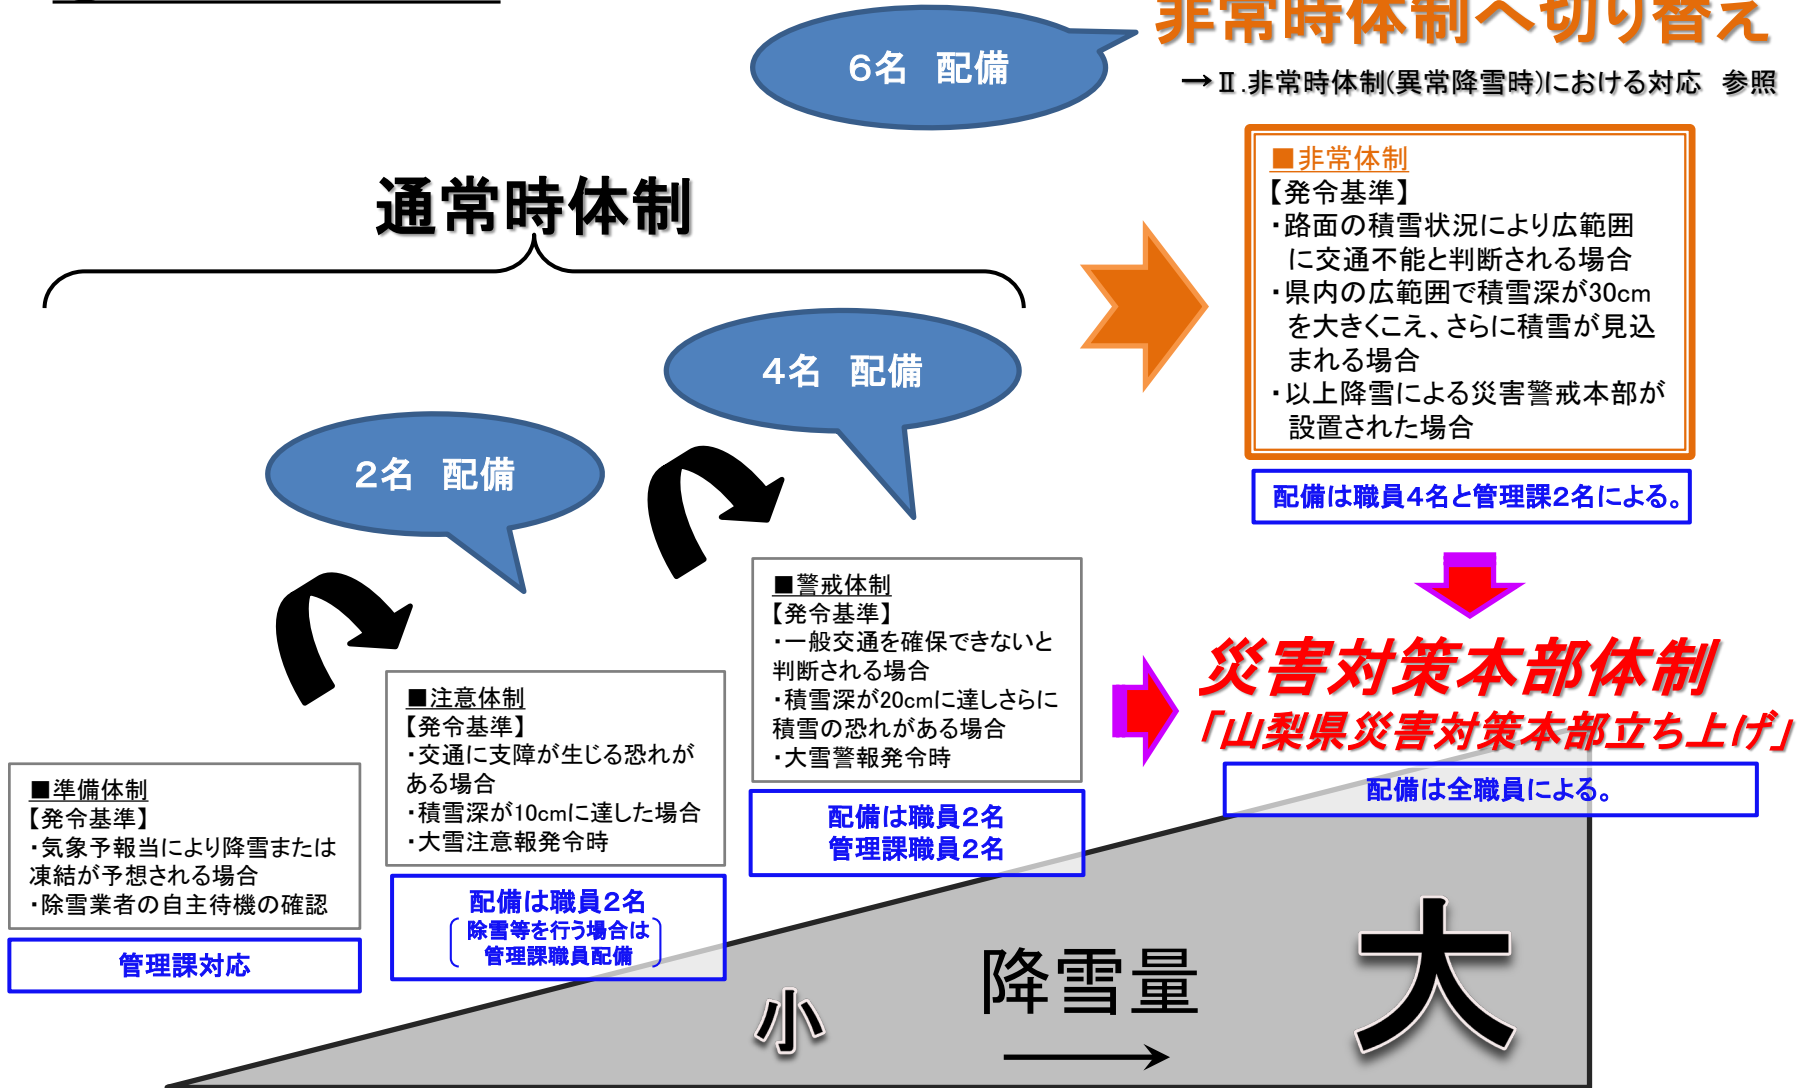 非常時体制へ切り替え
→Ⅱ.非常時体制(異常降雪時)における対応　参照
6名　配備
■非常体制
【発令基準】
・路面の積雪状況により広範囲
に交通不能と判断される場合
・県内の広範囲で積雪深が30cm
を大きくこえ、さらに積雪が見込
まれる場合
・以上降雪による災害警戒本部が
設置された場合
配備は職員4名と管理課2名による。
通常時体制
4名　配備
2名　配備
■警戒体制
【発令基準】
・一般交通を確保できないと
判断される場合
・積雪深が20cmに達しさらに
積雪の恐れがある場合
・大雪警報発令時
配備は職員2名
管理課職員2名
■注意体制
【発令基準】
・交通に支障が生じる恐れが
ある場合
・積雪深が10cmに達した場合
・大雪注意報発令時
配備は職員2名
除雪等を行う場合は
管理課職員配備
■準備体制
【発令基準】
・気象予報当により降雪または
凍結が予想される場合
・除雪業者の自主待機の確認
管理課対応
災害対策本部体制
「山梨県災害対策本部立ち上げ」
配備は全職員による。
小
降雪量
大